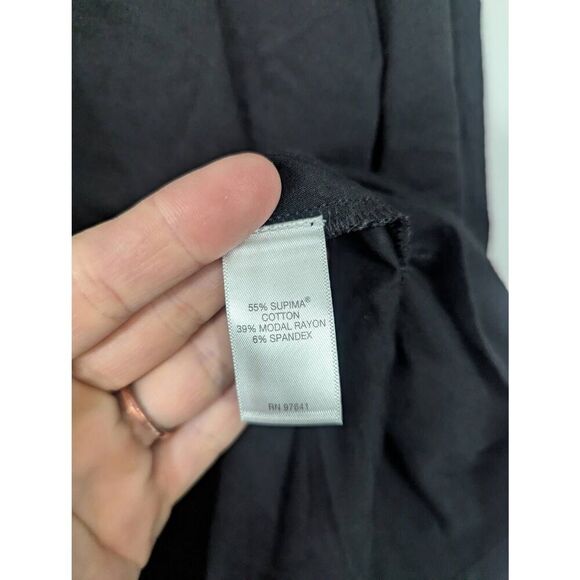 55% SUPIMA®
COTTON
39% MODAL RAYON
6% SPANDEX
RN 97641